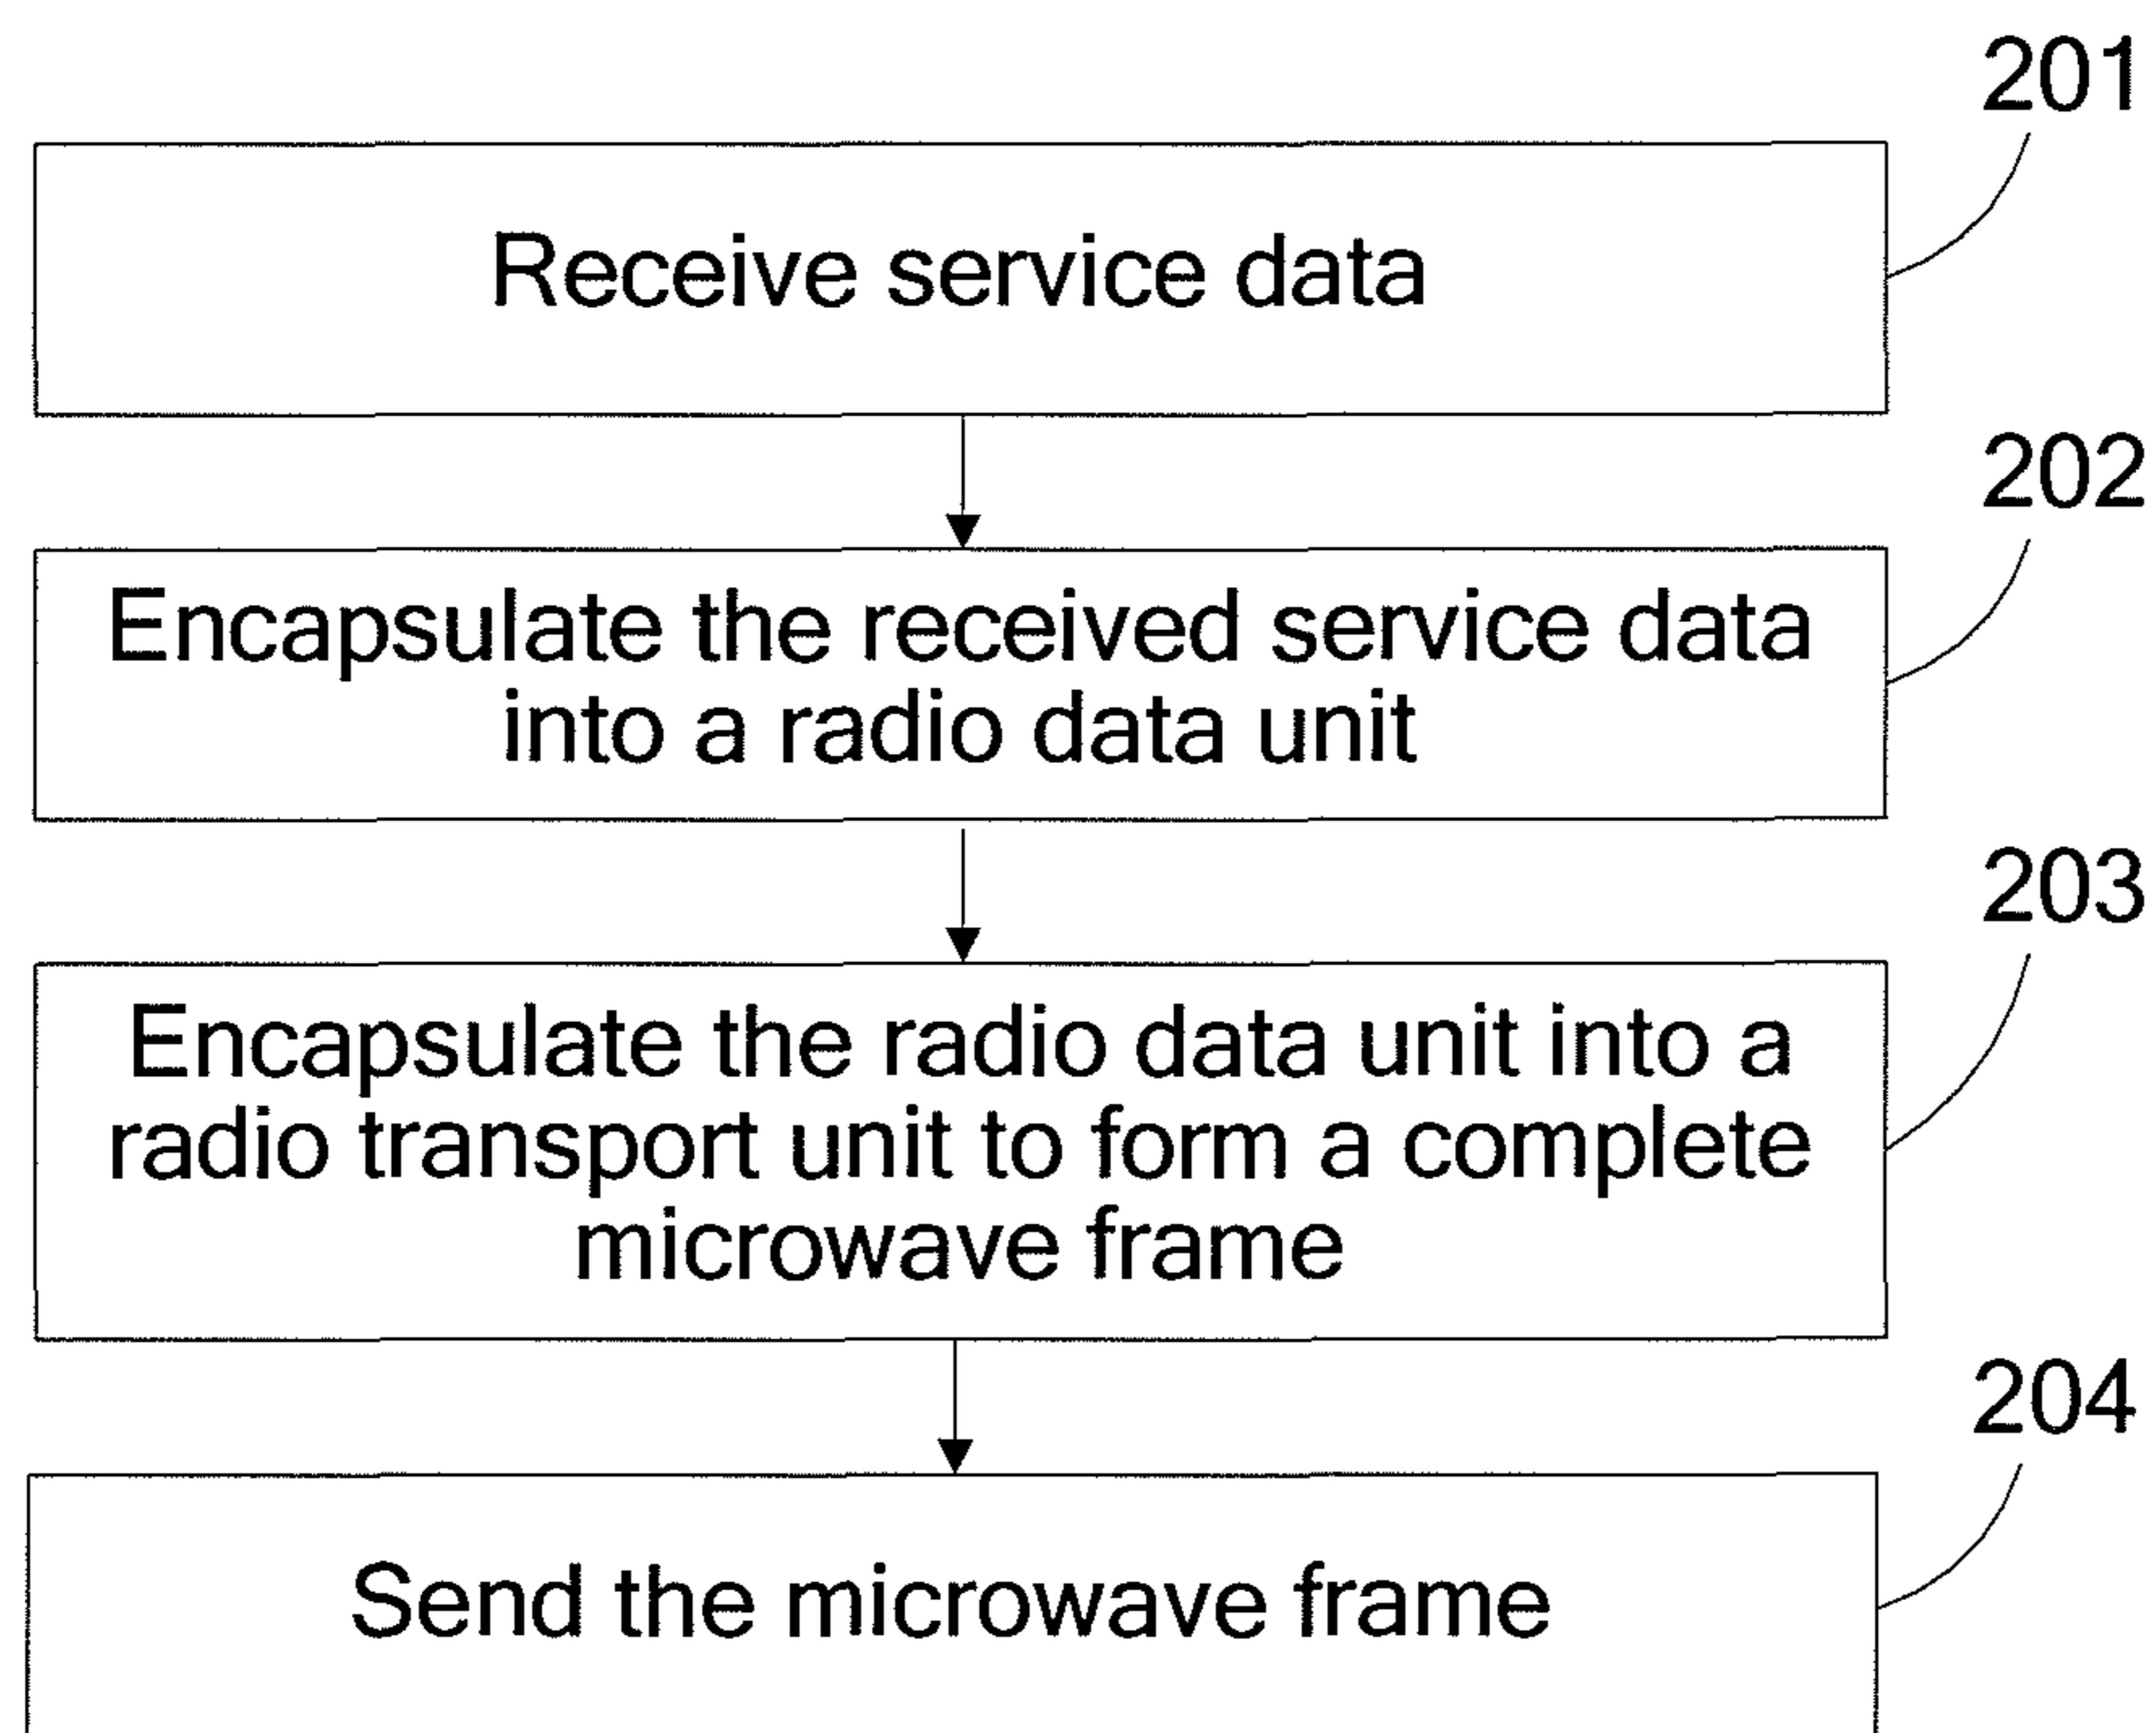 201
Receive service data
202
Encapsulate the received service data
into a radio data unit
203
Encapsulate the radio data unit into a
radio transport unit to form a complete
microwave frame
204
Send the microwave frame